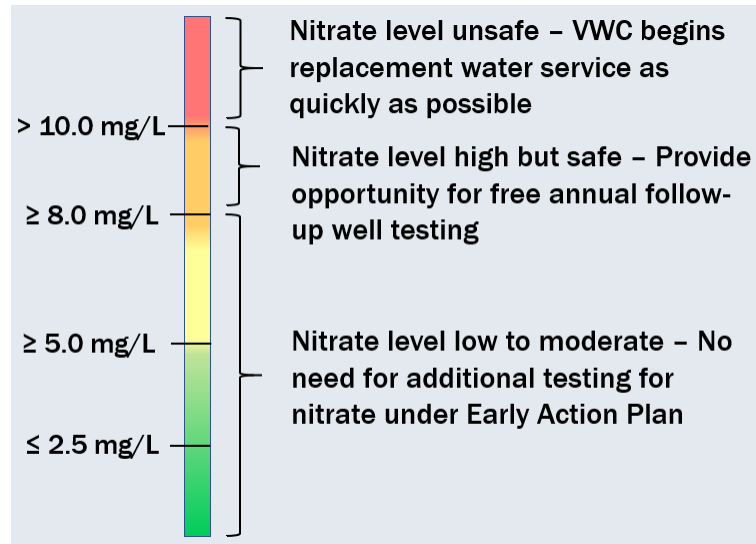 Nitrate level unsafe – VWC begins
replacement water service as
quickly as possible
> 10.0 mg/L
Nitrate level high but safe – Provide
opportunity for free annual follow-
up well testing
≥ 8.0 mg/L
≥ 5.0 mg/L
Nitrate level low to moderate – No
need for additional testing for
nitrate under Early Action Plan
≤ 2.5 mg/L